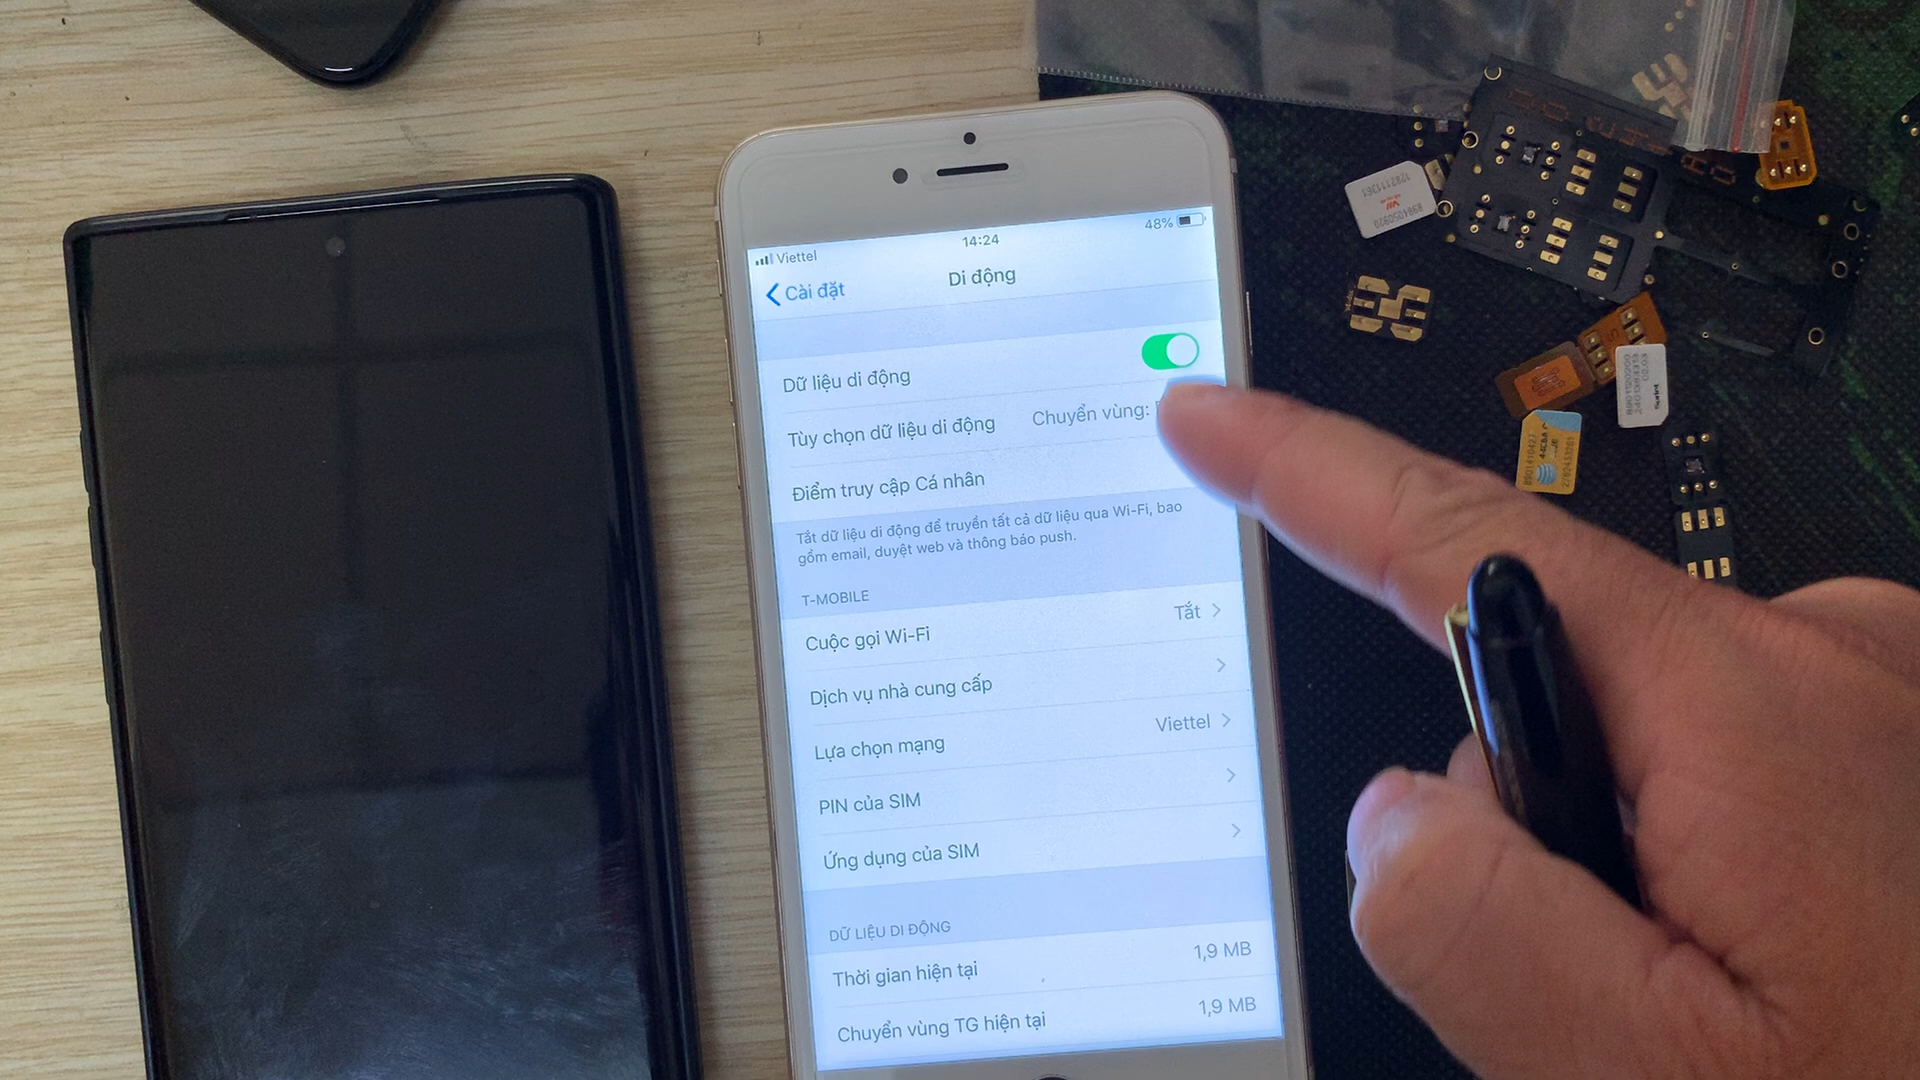 Viettel
14:24
48%
Cài đặt
Di động
Dữ liệu di động
Tùy chọn dữ liệu di động
Chuyển vùng:
Điểm truy cập Cá nhân
Tắt dữ liệu di động để truyền tất cả dữ liệu qua Wi-Fi, bao
gồm email, duyệt web và thông báo push.
T-MOBILE
Cuộc gọi Wi-Fi
Tắt
Dịch vụ nhà cung cấp
Lựa chọn mạng
Viettel
PIN của SIM
Ứng dụng của SIM
DỮ LIỆU DI ĐỘNG
Thời gian hiện tại
1,9 MB
Chuyển vùng TG hiện tại
1,9 MB
8984050920
Sprint